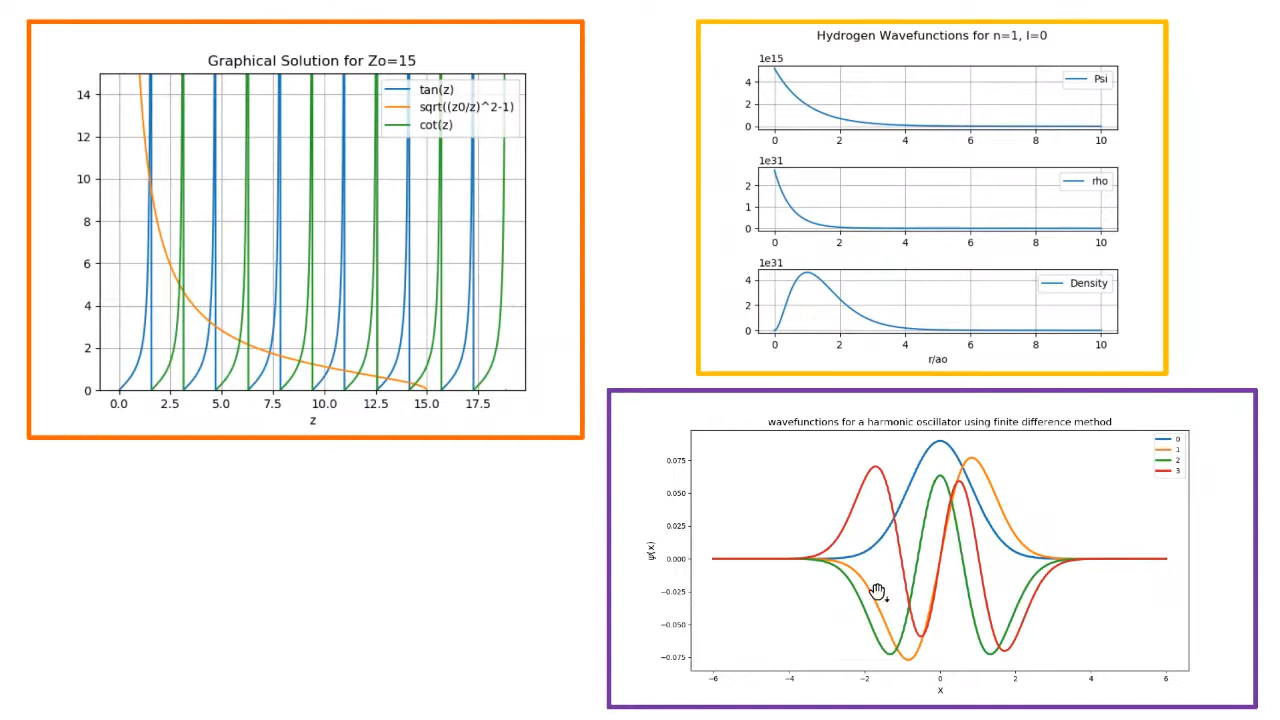 Graphical Solution for Zo=15
tan(z)
sqrt((z0/z)^2-1)
cot(z)
14
12
10
8
6
4
2
0
0.0 2.5 5.0 7.5 10.0 12.5 15.0 17.5
z
Hydrogen Wavefunctions for n=1, l=0
1e15
Psi
4
2
0
0 2 4 6 8 10
1e31
rho
2
1
0
0 2 4 6 8 10
1e31
Density
4
2
0
0 2 4 6 8 10
r/ao
wavefunctions for a harmonic oscillator using finite difference method
0
1
2
3
0.075
0.050
0.025
0.000
−0.025
−0.050
−0.075
ψ(x)
−6 −4 −2 0 2 4 6
X